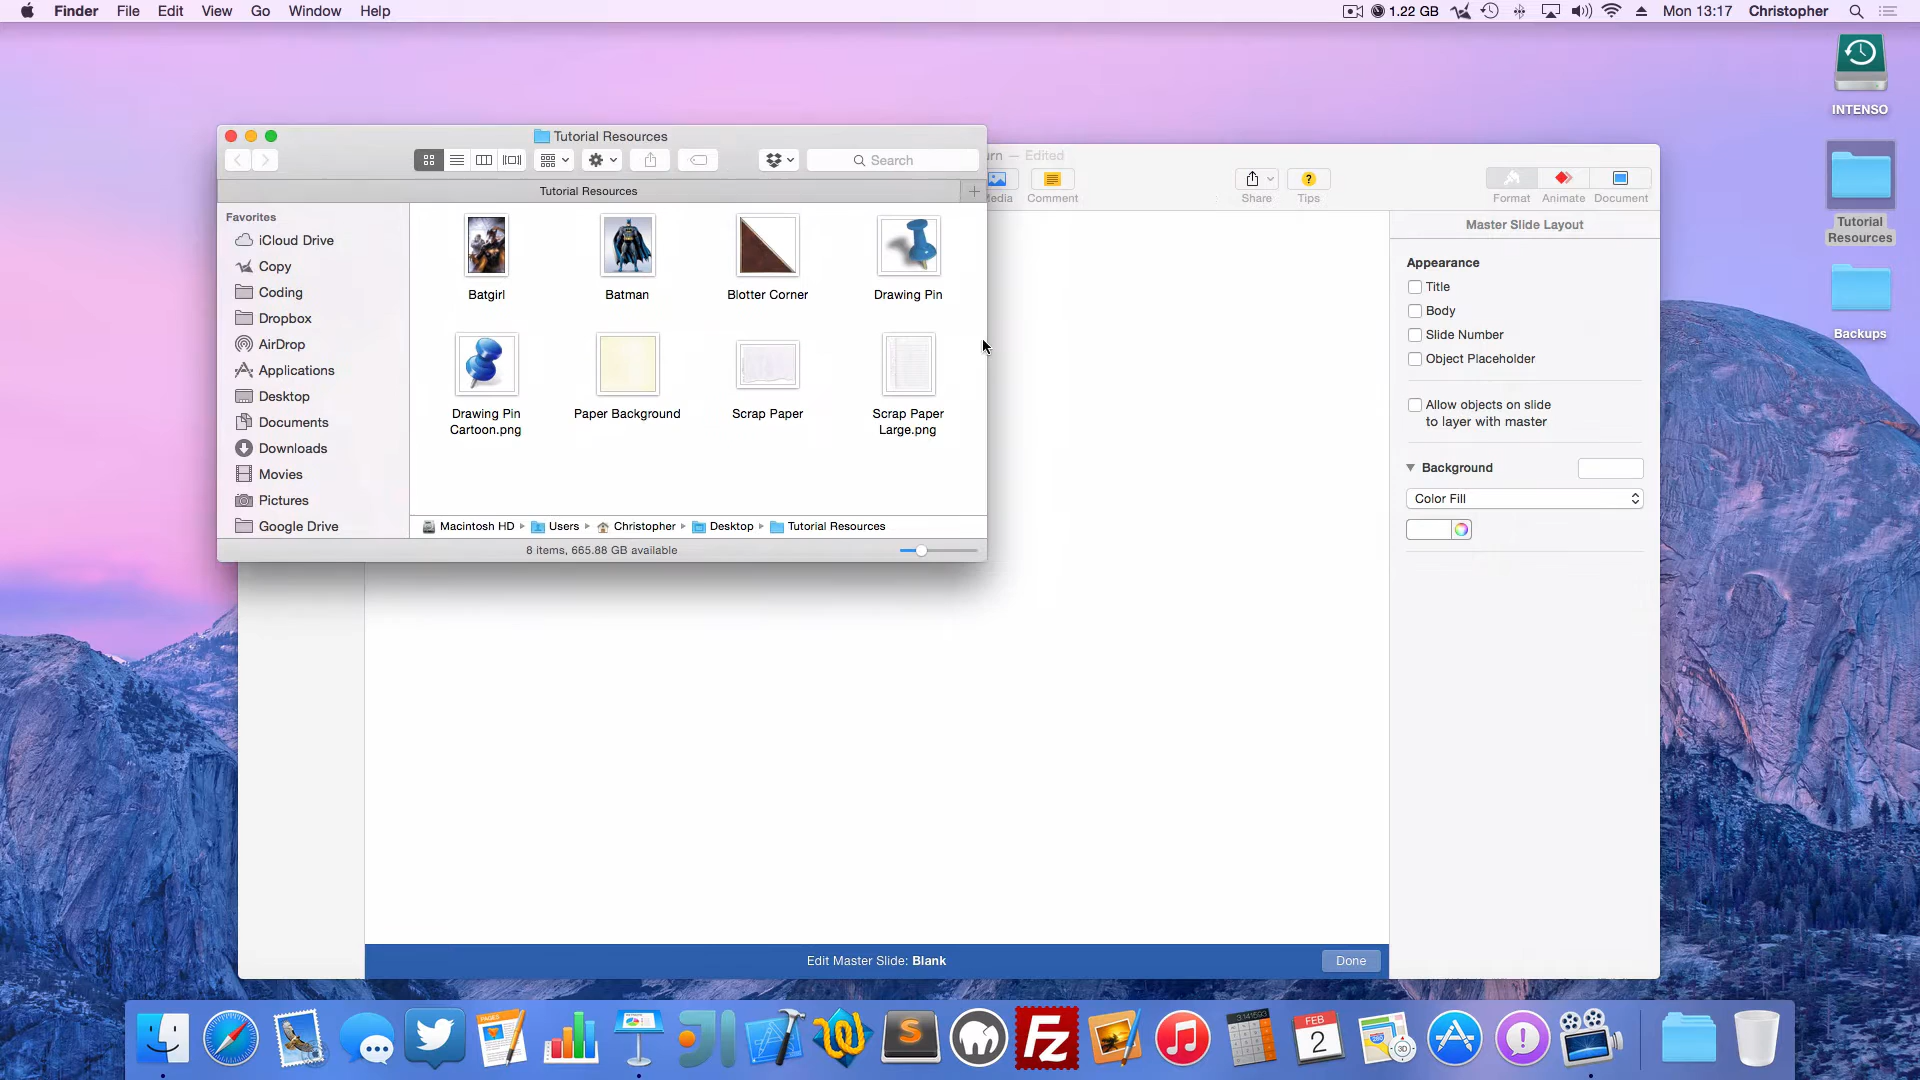 Finder File Edit View Go Window Help 1.22 GB Mon 13:17 Christopher
INTENSO
Tutorial
Resources
Backups
Tutorial Resources
Search
Tutorial Resources
Favorites
iCloud Drive
Copy
Coding
Dropbox
AirDrop
Applications
Desktop
Documents
Downloads
Movies
Pictures
Google Drive
Batgirl Batman Blotter Corner Drawing Pin
Drawing Pin
Cartoon.png
Paper Background
Scrap Paper
Scrap Paper
Large.png
Macintosh HD Users Christopher Desktop Tutorial Resources
8 items, 665.88 GB available
— Edited
Comment Share Tips Format Animate Document
Master Slide Layout
Appearance
Title
Body
Slide Number
Object Placeholder
Allow objects on slide
to layer with master
Background
Color Fill
Edit Master Slide: Blank
Done
PAGES
FEB
2